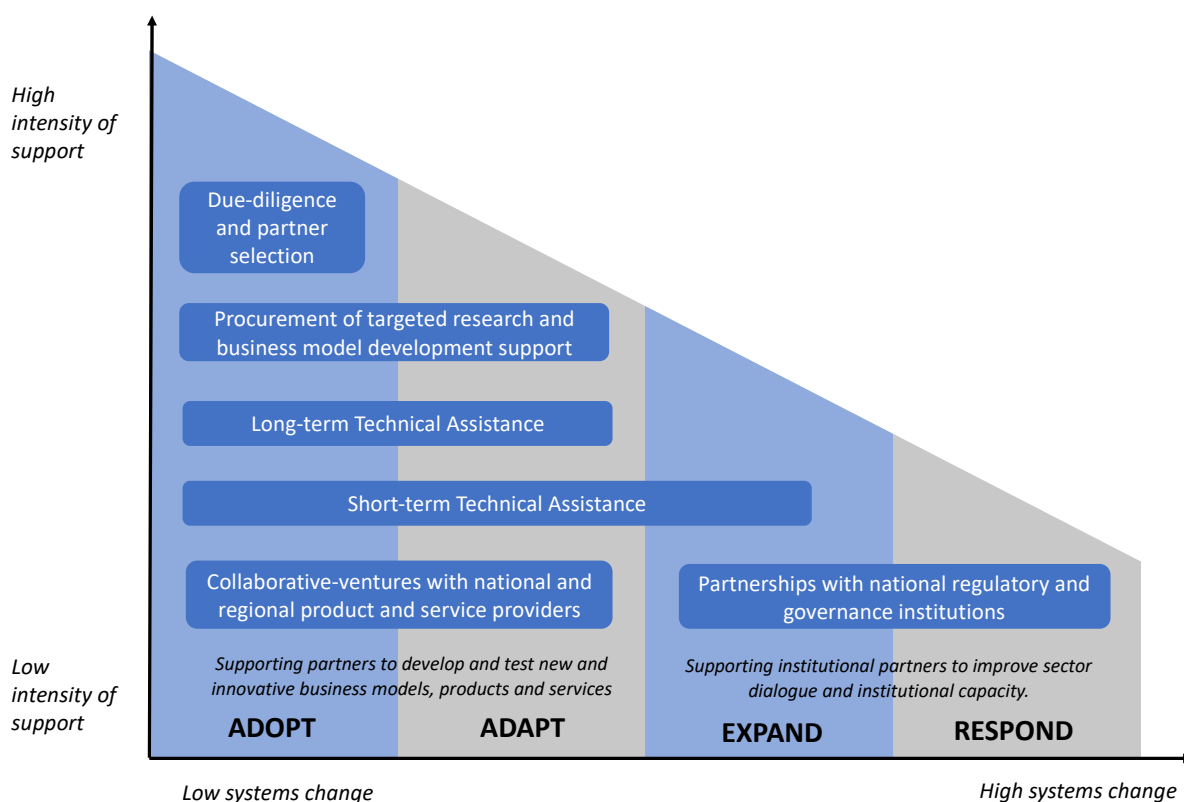 High
intensity of
support
Due-diligence
and partner
selection
Procurement of targeted research and
business model development support
Long-term Technical Assistance
Short-term Technical Assistance
Collaborative-ventures with national and
regional product and service providers
Partnerships with national regulatory and
governance institutions
Low
intensity of
support
Supporting partners to develop and test new and
innovative business models, products and services
Supporting institutional partners to improve sector
dialogue and institutional capacity.
ADOPT
ADAPT
EXPAND
RESPOND
Low systems change
High systems change